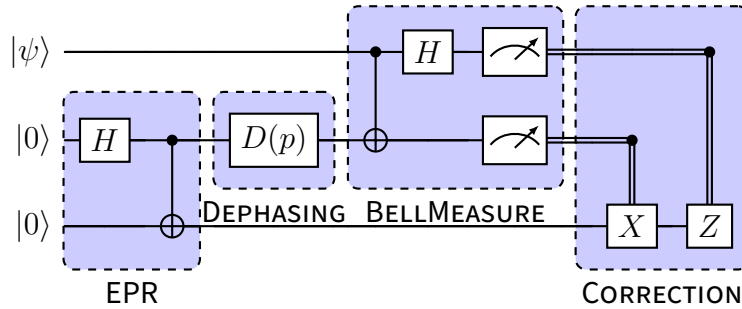 |ψ⟩ H
|0⟩ H D(p)
DEPHASING BELLMEASURE
|0⟩ X Z
EPR CORRECTION